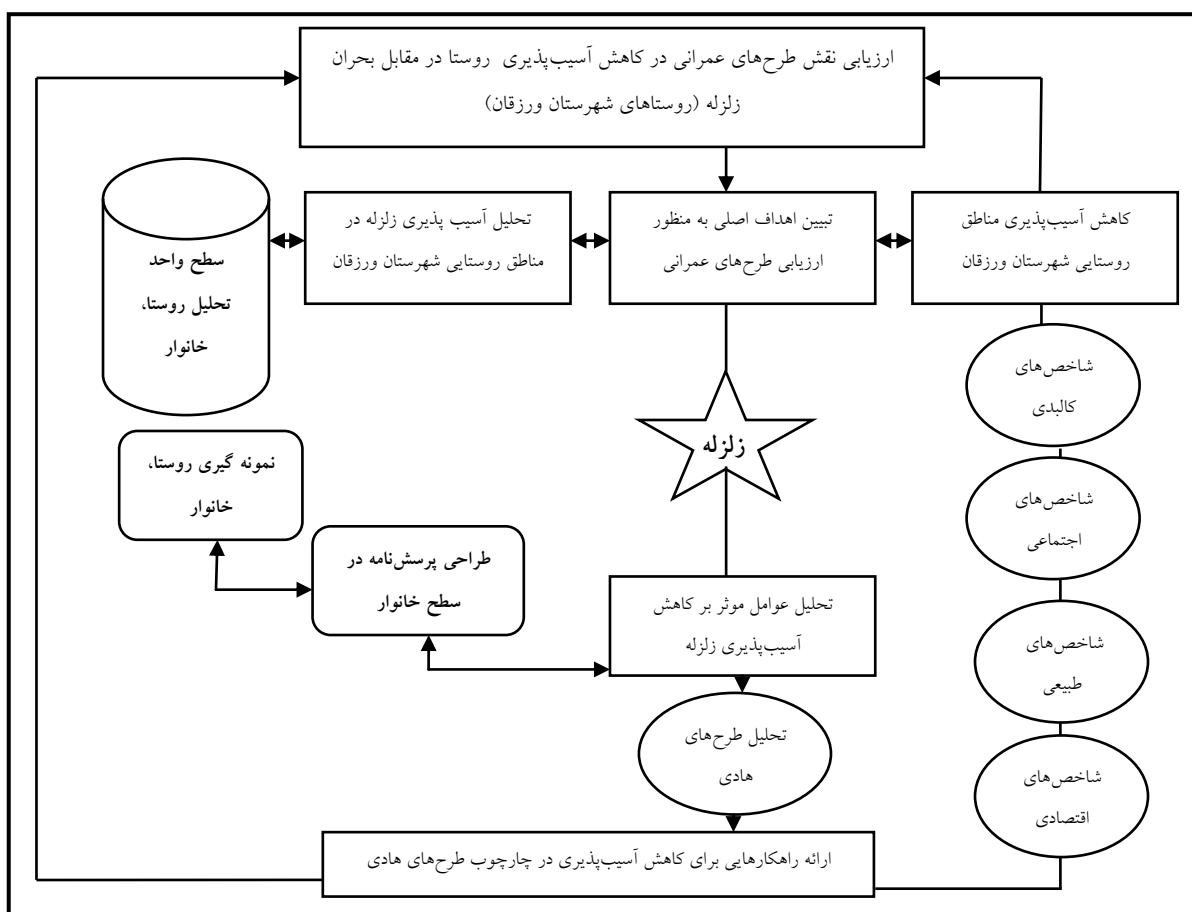 ارزیابی نقش طرح‌های عمرانی در کاهش آسیب‌پذیری روستا در مقابل بحران
زلزله (روستاهای شهرستان ورزقان)
کاهش آسیب‌پذیری مناطق
روستایی شهرستان ورزقان
تبیین اهداف اصلی به منظور
ارزیابی طرح‌های عمرانی
تحلیل آسیب پذیری زلزله در
مناطق روستایی شهرستان ورزقان
سطح واحد
تحلیل روستا،
خانوار
شاخص‌های
کالبدی
زلزله
نمونه گیری روستا،
خانوار
شاخص‌های
اجتماعی
طراحی پرسش‌نامه در
سطح خانوار
تحلیل عوامل موثر بر کاهش
آسیب‌پذیری زلزله
شاخص‌های
طبیعی
تحلیل طرح‌های
هادی
شاخص‌های
اقتصادی
ارائه راهکارهایی برای کاهش آسیب‌پذیری در چارچوب طرح‌های هادی